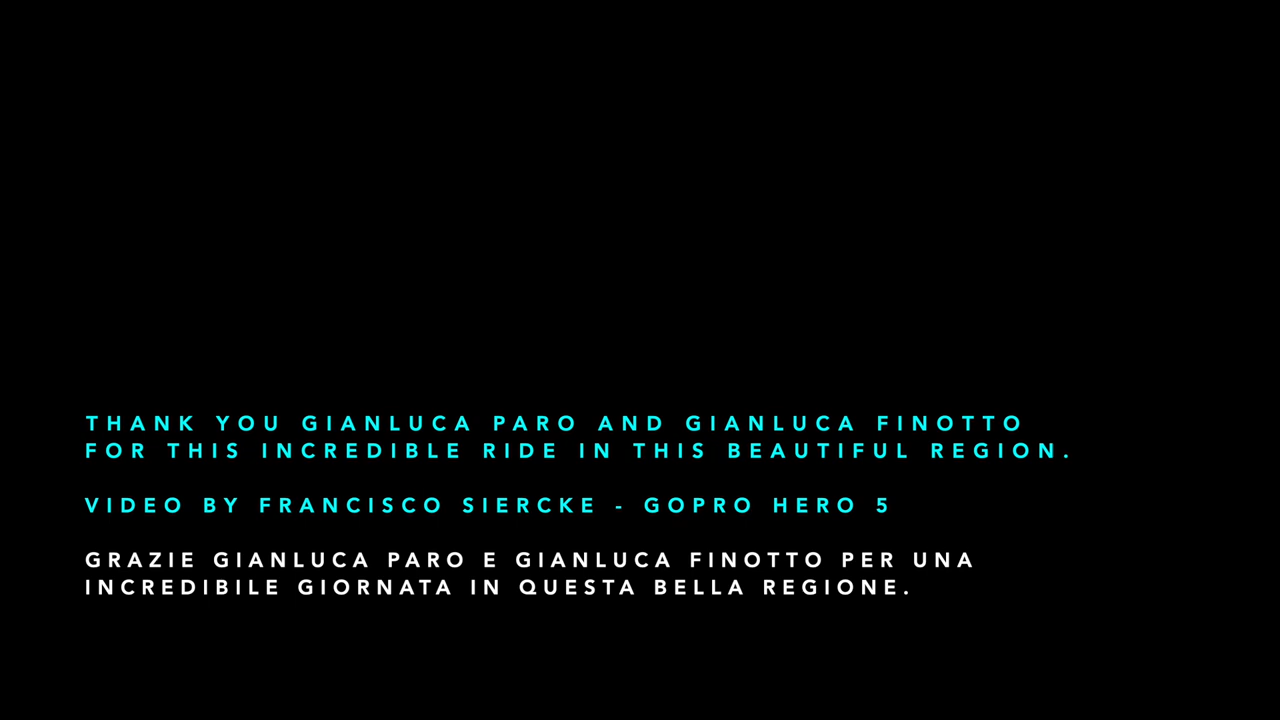 THANK YOU GIANLUCA PARO AND GIANLUCA FINOTTO
FOR THIS INCREDIBLE RIDE IN THIS BEAUTIFUL REGION.
VIDEO BY FRANCISCO SIERCKE - GOPRO HERO 5
GRAZIE GIANLUCA PARO E GIANLUCA FINOTTO PER UNA
INCREDIBILE GIORNATA IN QUESTA BELLA REGIONE.